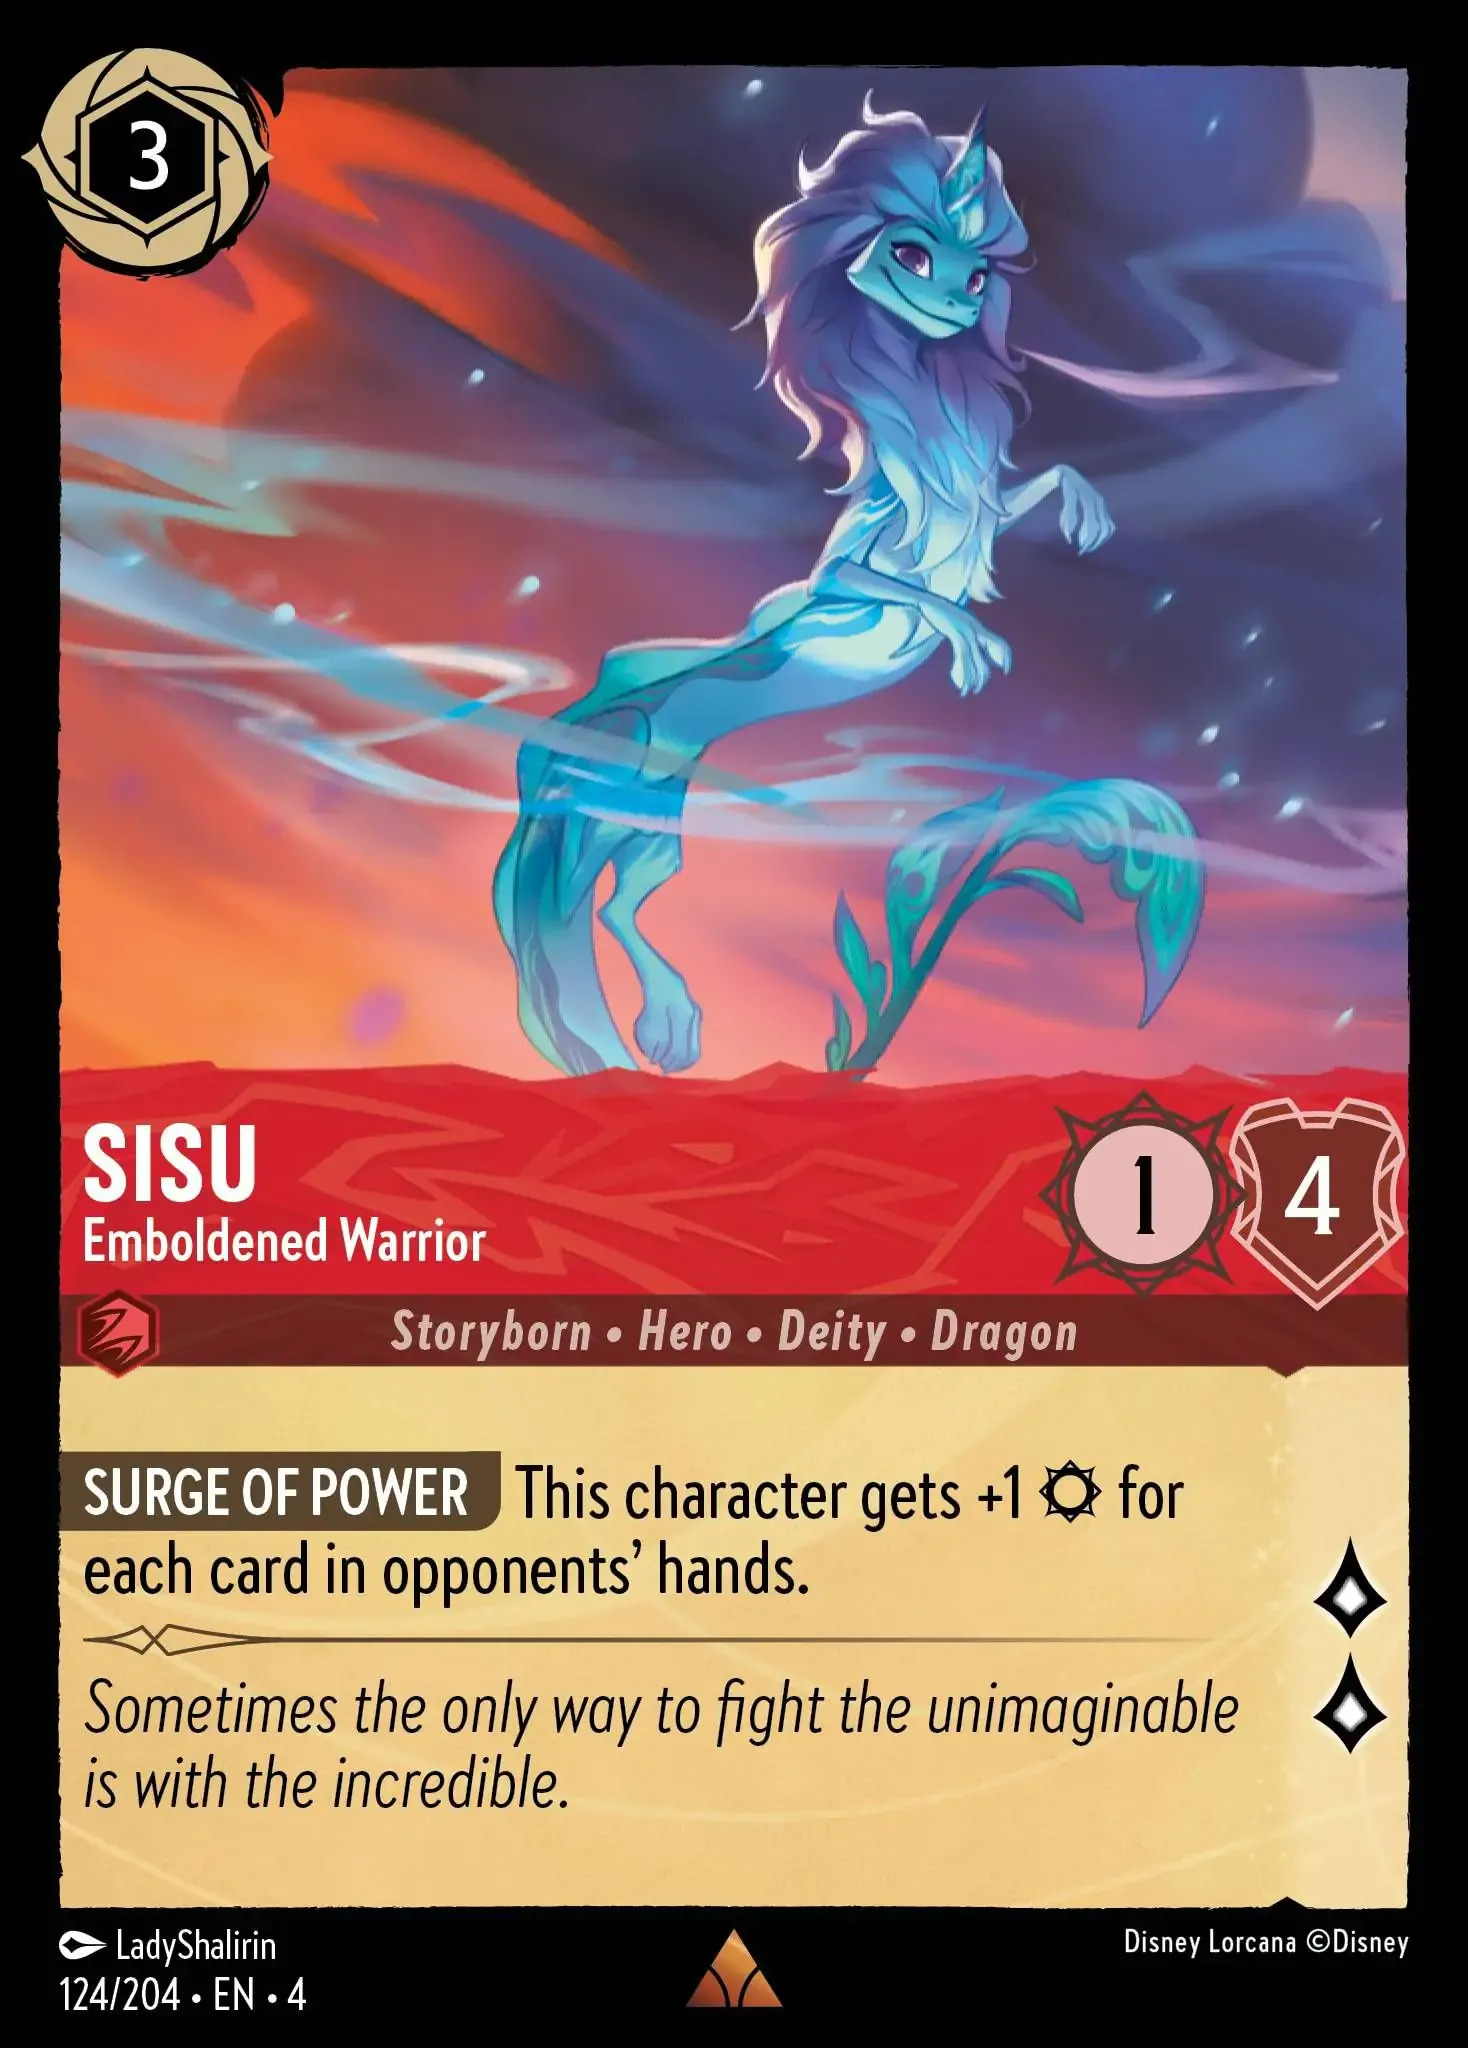 3
SISU
Emboldened Warrior
1
4
Storyborn • Hero • Deity • Dragon
SURGE OF POWER This character gets +1 for
each card in opponents’ hands.
Sometimes the only way to fight the unimaginable
is with the incredible.
LadyShalirin
Disney Lorcana ©Disney
124/204 • EN • 4